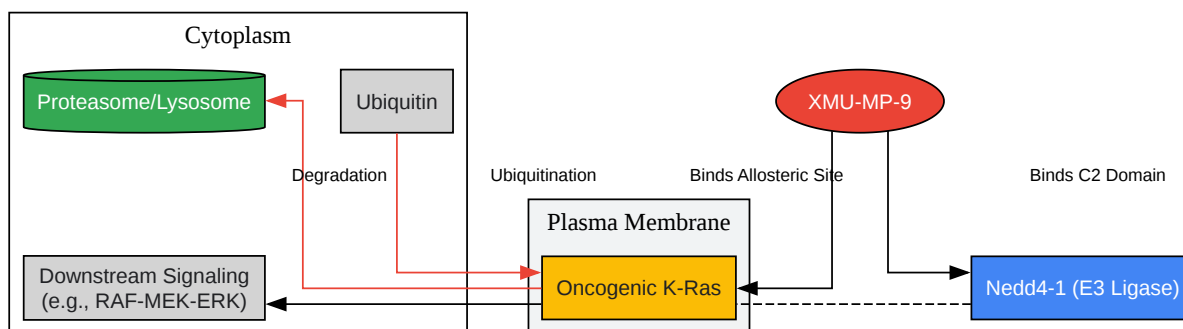 Cytoplasm
Proteasome/Lysosome
Ubiquitin
XMU-MP-9
Degradation
Ubiquitination
Binds Allosteric Site
Binds C2 Domain
Plasma Membrane
Downstream Signaling
(e.g., RAF-MEK-ERK)
Oncogenic K-Ras
Nedd4-1 (E3 Ligase)